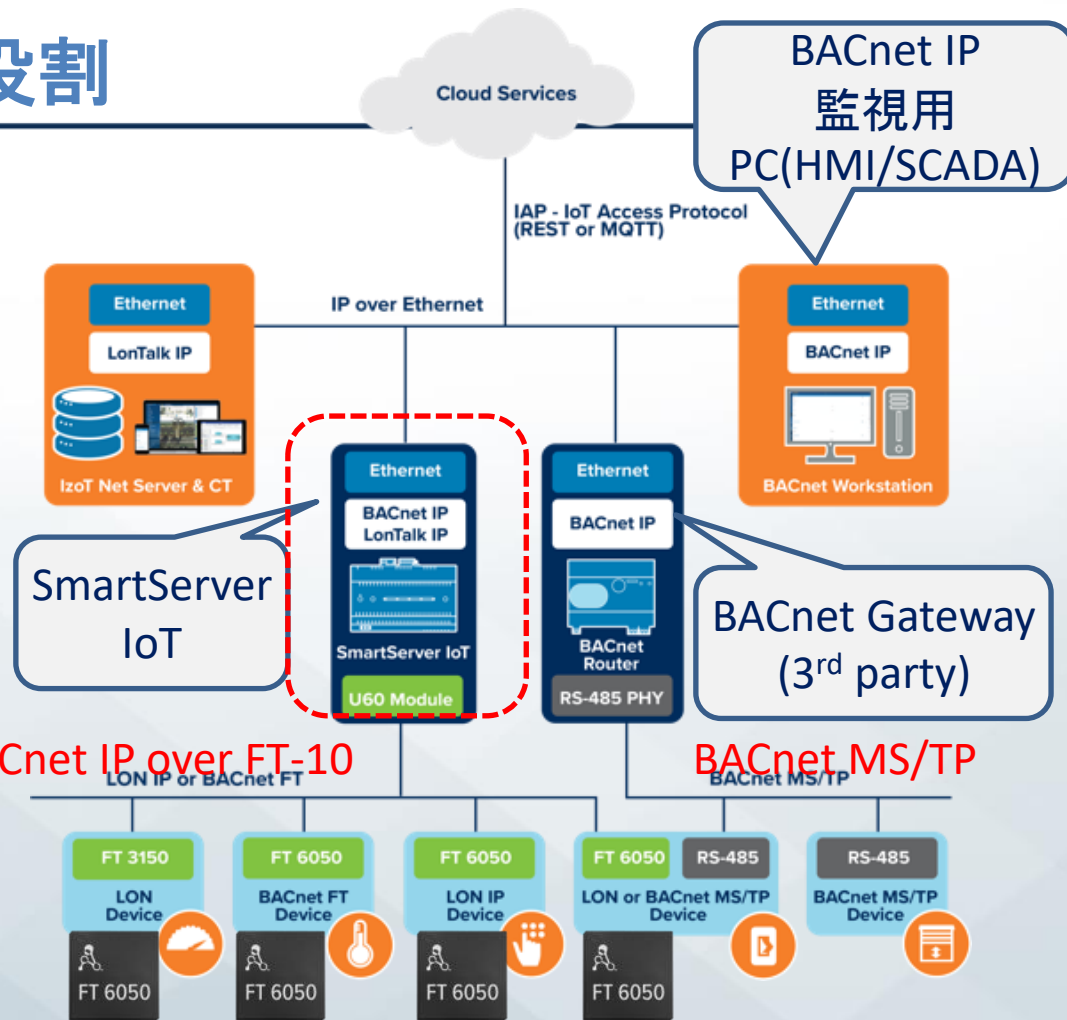 役割
Cloud Services
BACnet IP
監視用
PC(HMI/SCADA)
IAP - IoT Access Protocol
(REST or MQTT)
IP over Ethernet
Ethernet
LonTalk IP
IzoT Net Server & CT
Ethernet
BACnet IP
BACnet Workstation
Ethernet
BACnet IP
LonTalk IP
SmartServer IoT
U60 Module
Ethernet
BACnet IP
BACnet
Router
RS-485 PHY
SmartServer
IoT
BACnet Gateway
(3rd party)
Cnet IP over FT-10
LON IP or BACnet FT
BACnet MS/TP
BACnet MS/TP
FT 3150
LON
Device
FT 6050
FT 6050
BACnet FT
Device
FT 6050
FT 6050
LON IP
Device
FT 6050
FT 6050
RS-485
LON or BACnet MS/TP
Device
FT 6050
RS-485
BACnet MS/TP
Device